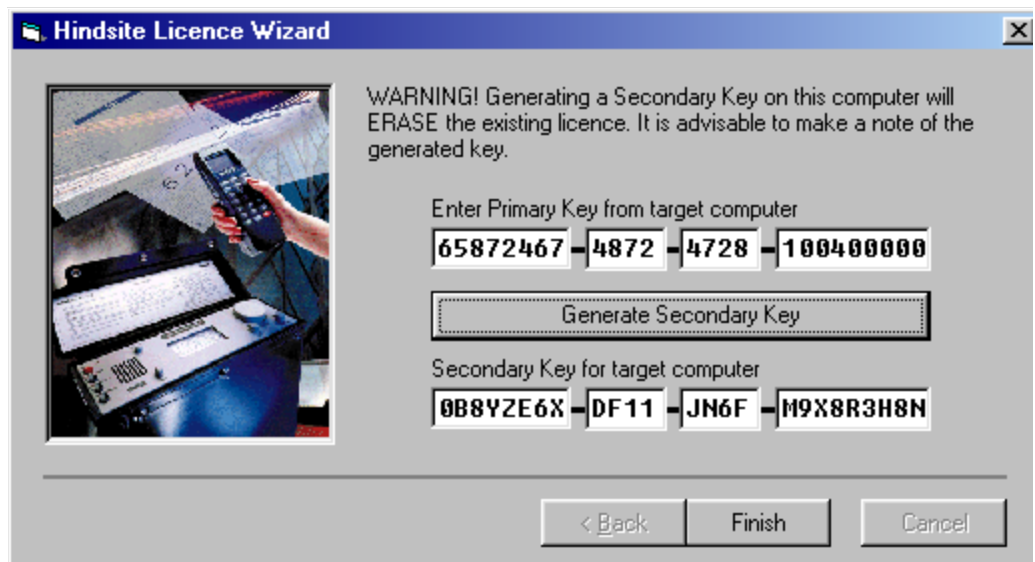 Hindsite Licence Wizard
WARNING! Generating a Secondary Key on this computer will
ERASE the existing licence. It is advisable to make a note of the
generated key.
62
Enter Primary Key from target computer
65872467-4872-4728-100400000
Generate Secondary Key
Secondary Key for target computer
0B8YZE6X-DF11-JN6F-M9X8R3H8N
< Back Finish Cancel